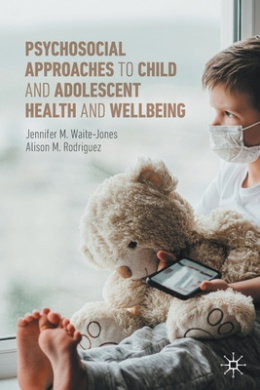 PSYCHOSOCIAL
APPROACHES TO CHILD
AND ADOLESCENT
HEALTH AND WELLBEING
Jennifer M. Waite-Jones
Alison M. Rodriguez